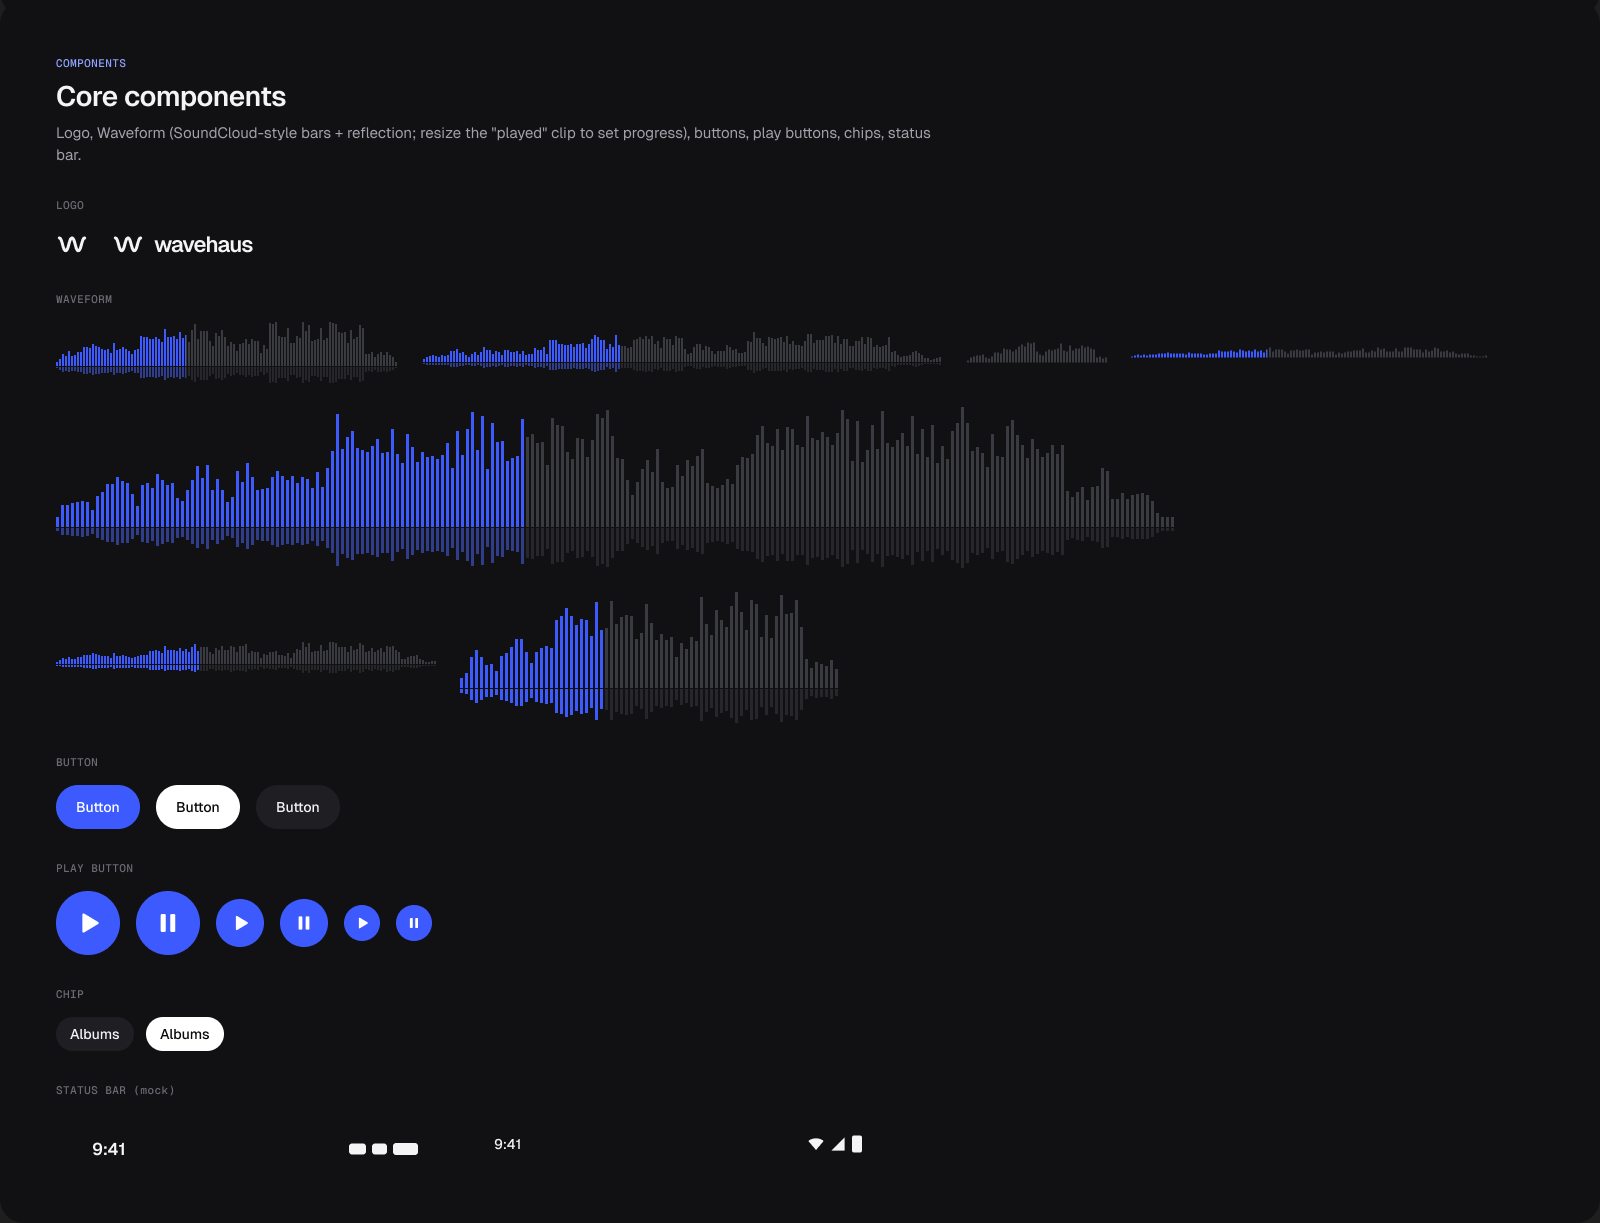 COMPONENTS
Core components
Logo, Waveform (SoundCloud-style bars + reflection; resize the "played" clip to set progress), buttons, play buttons, chips, status
bar.
LOGO
wavehaus
WAVEFORM
BUTTON
Button Button Button
PLAY BUTTON
CHIP
Albums Albums
STATUS BAR (mock)
9:41 9:41